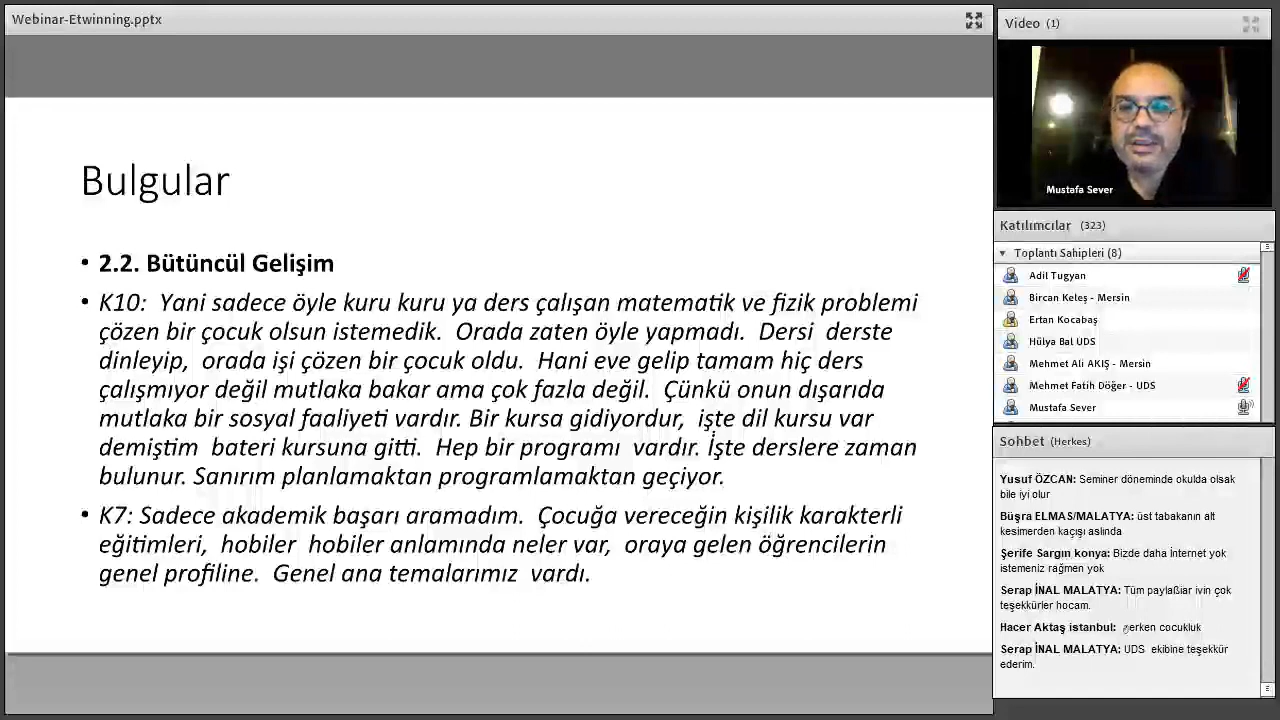 Webinar-Etwinning.pptx
Bulgular
• 2.2. Bütüncül Gelişim
• K10: Yani sadece öyle kuru kuru ya ders çalışan matematik ve fizik problemi
çözen bir çocuk olsun istemedik. Orada zaten öyle yapmadı. Dersi derste
dinleyip, orada işi çözen bir çocuk oldu. Hani eve gelip tamam hiç ders
çalışmıyor değil mutlaka bakar ama çok fazla değil. Çünkü onun dışarıda
mutlaka bir sosyal faaliyeti vardır. Bir kursa gidiyordur, işte dil kursu var
demiştim bateri kursuna gitti. Hep bir programı vardır. İşte derslere zaman
bulunur. Sanırım planlamaktan programlamaktan geçiyor.
• K7: Sadece akademik başarı aramadım. Çocuğa vereceğin kişilik karakterli
eğitimleri, hobiler hobiler anlamında neler var, oraya gelen öğrencilerin
genel profiline. Genel ana temalarımız vardı.
Video (1)
Mustafa Sever
Katılımcılar (323)
Toplantı Sahipleri (8)
Adil Tugyan
Bircan Keleş - Mersin
Ertan Kocabaş
Hülya Bal UDS
Mehmet Ali AKIŞ - Mersin
Mehmet Fatih Döğer - UDS
Mustafa Sever
Sohbet (Herkes)
Yusuf ÖZCAN: Seminer döneminde okulda olsak
bile iyi olur
Büşra ELMAS/MALATYA: üst tabakanın alt
kesimerden kaçışı aslında
Şerife Sargın konya: Bizde daha İnternet yok
istemeniz rağmen yok
Serap İNAL MALATYA: Tüm paylaßıiar ivin çok
teşekkürler hocam.
Hacer Aktaş istanbul: gerken cocukluk
Serap İNAL MALATYA: UDS ekibine teşekkür
ederim.